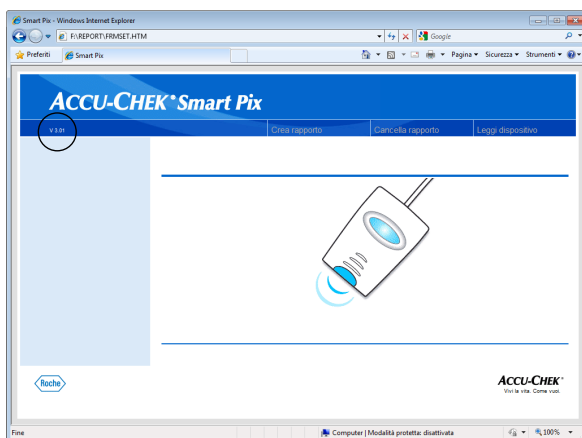 Smart Pix - Windows Internet Explorer
F:\REPORT\FRMSET.HTM
Google
Preferiti
Smart Pix
Pagina
Sicurezza
Strumenti
ACCU-CHEK® Smart Pix
V 3.01
Crea rapporto
Cancella rapporto
Leggi dispositivo
Roche
ACCU-CHEK®
Vivi la vita. Come vuoi.
Fine
Computer | Modalità protetta: disattivata
100%